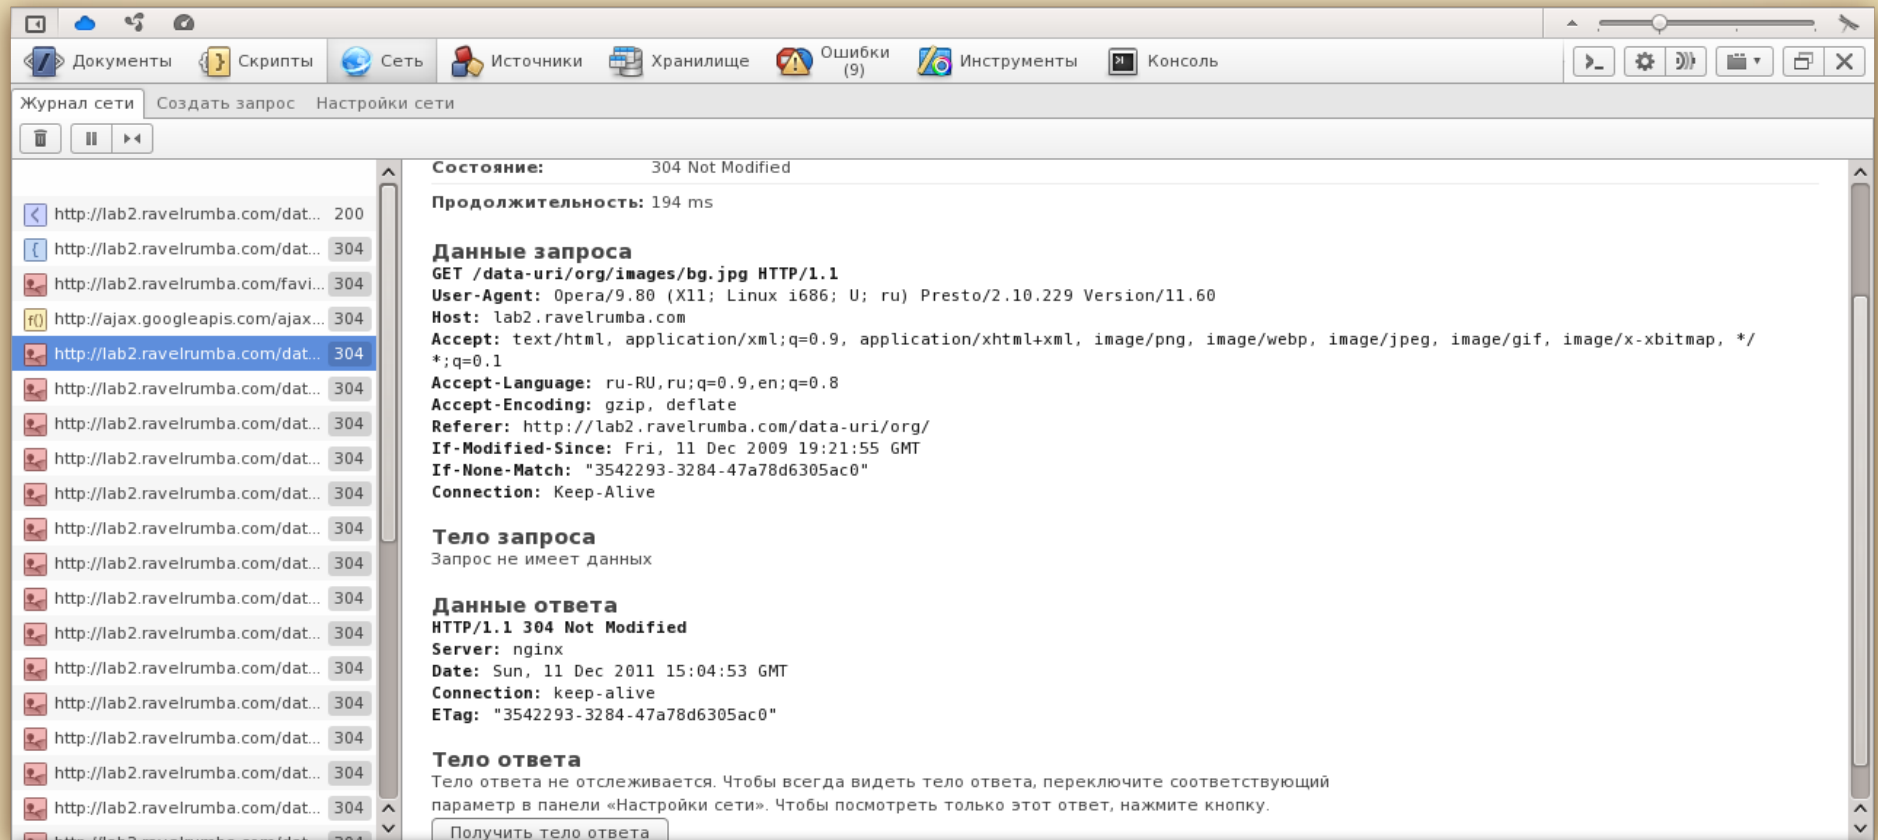 Документы Скрипты Сеть Источники Хранилище Ошибки (9) Инструменты Консоль
Журнал сети Создать запрос Настройки сети
http://lab2.ravelrumba.com/dat... 200
http://lab2.ravelrumba.com/dat... 304
http://lab2.ravelrumba.com/favi... 304
http://ajax.googleapis.com/ajax... 304
http://lab2.ravelrumba.com/dat... 304
http://lab2.ravelrumba.com/dat... 304
http://lab2.ravelrumba.com/dat... 304
http://lab2.ravelrumba.com/dat... 304
http://lab2.ravelrumba.com/dat... 304
http://lab2.ravelrumba.com/dat... 304
http://lab2.ravelrumba.com/dat... 304
http://lab2.ravelrumba.com/dat... 304
http://lab2.ravelrumba.com/dat... 304
http://lab2.ravelrumba.com/dat... 304
http://lab2.ravelrumba.com/dat... 304
http://lab2.ravelrumba.com/dat... 304
http://lab2.ravelrumba.com/dat... 304
http://lab2.ravelrumba.com/dat... 304
Состояние: 304 Not Modified
Продолжительность: 194 ms
Данные запроса
GET /data-uri/org/images/bg.jpg HTTP/1.1
User-Agent: Opera/9.80 (X11; Linux i686; U; ru) Presto/2.10.229 Version/11.60
Host: lab2.ravelrumba.com
Accept: text/html, application/xml;q=0.9, application/xhtml+xml, image/png, image/webp, image/jpeg, image/gif, image/x-xbitmap, */
*;q=0.1
Accept-Language: ru-RU,ru;q=0.9,en;q=0.8
Accept-Encoding: gzip, deflate
Referer: http://lab2.ravelrumba.com/data-uri/org/
If-Modified-Since: Fri, 11 Dec 2009 19:21:55 GMT
If-None-Match: "3542293-3284-47a78d6305ac0"
Connection: Keep-Alive
Тело запроса
Запрос не имеет данных
Данные ответа
HTTP/1.1 304 Not Modified
Server: nginx
Date: Sun, 11 Dec 2011 15:04:53 GMT
Connection: keep-alive
ETag: "3542293-3284-47a78d6305ac0"
Тело ответа
Тело ответа не отслеживается. Чтобы всегда видеть тело ответа, переключите соответствующий
параметр в панели «Настройки сети». Чтобы посмотреть только этот ответ, нажмите кнопку.
Получить тело ответа